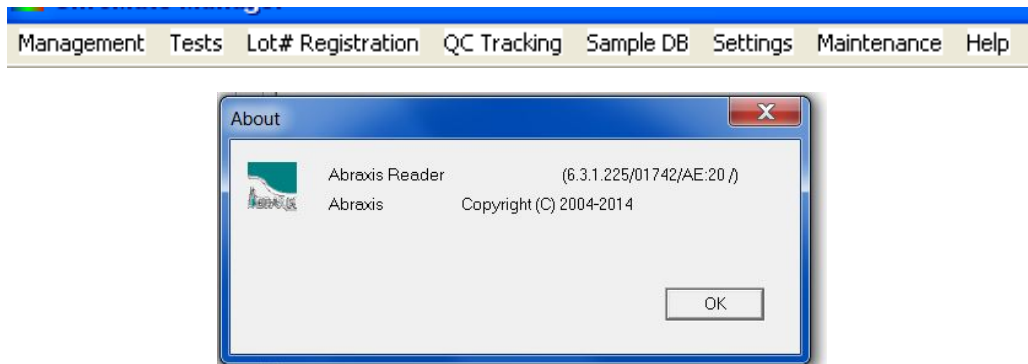 Management Tests Lot# Registration QC Tracking Sample DB Settings Maintenance Help
About
Abraxis Reader (6.3.1.225/01742/AE:20 /)
Abraxis Copyright (C) 2004-2014
OK